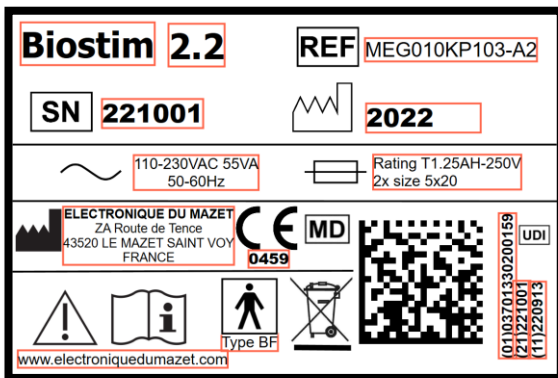 Biostim 2.2
REF MEG010KP103-A2
SN 221001
2022
110-230VAC 55VA
50-60Hz
Rating T1.25AH-250V
2x size 5x20
ELECTRONIQUE DU MAZET
ZA Route de Tence
43520 LE MAZET SAINT VOY
FRANCE
CE
0459
MD
UDI
(01)03701330200159
(21)221001
(11)220913
Type BF
www.electroniquedumazet.com